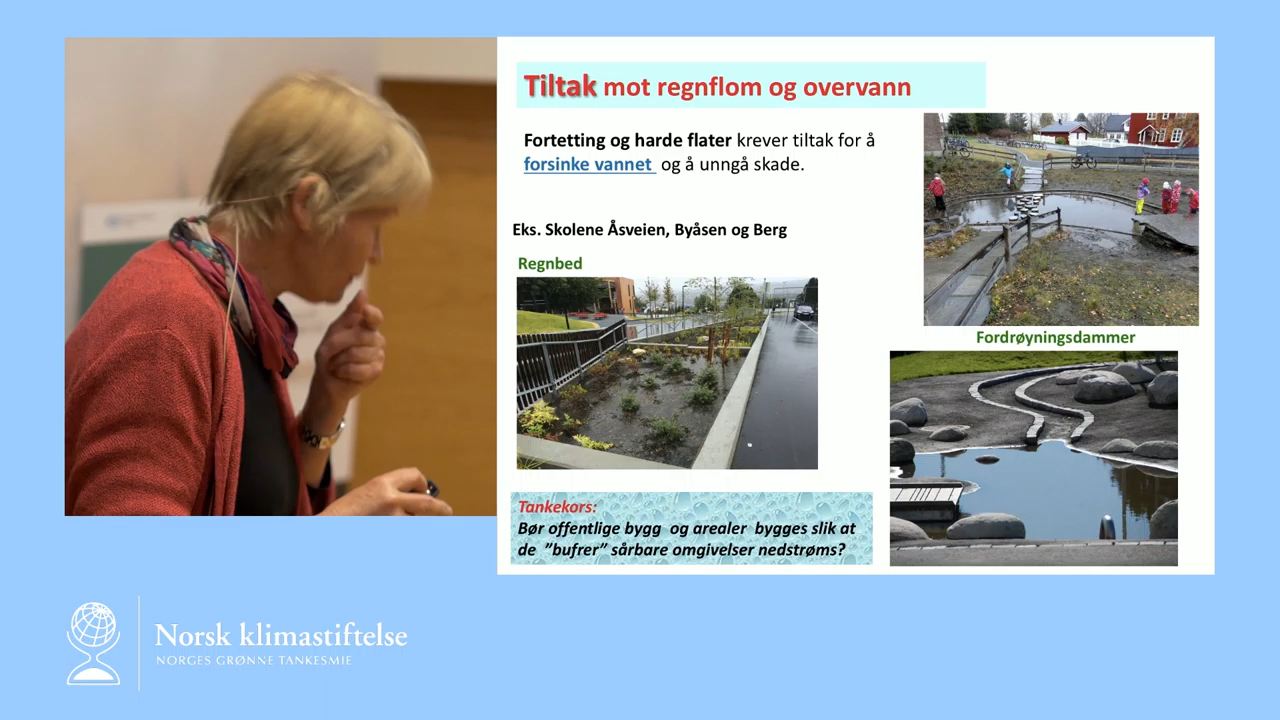 Tiltak mot regnflom og overvann
Fortetting og harde flater krever tiltak for å
forsinke vannet og å unngå skade.
Eks. Skolene Åsveien, Byåsen og Berg
Regnbed
Fordrøyningsdammer
Tankekors:
Bør offentlige bygg og arealer bygges slik at
de ”bufrer” sårbare omgivelser nedstrøms?
Norsk klimastiftelse
NORGES GRØNNE TANKESMIE